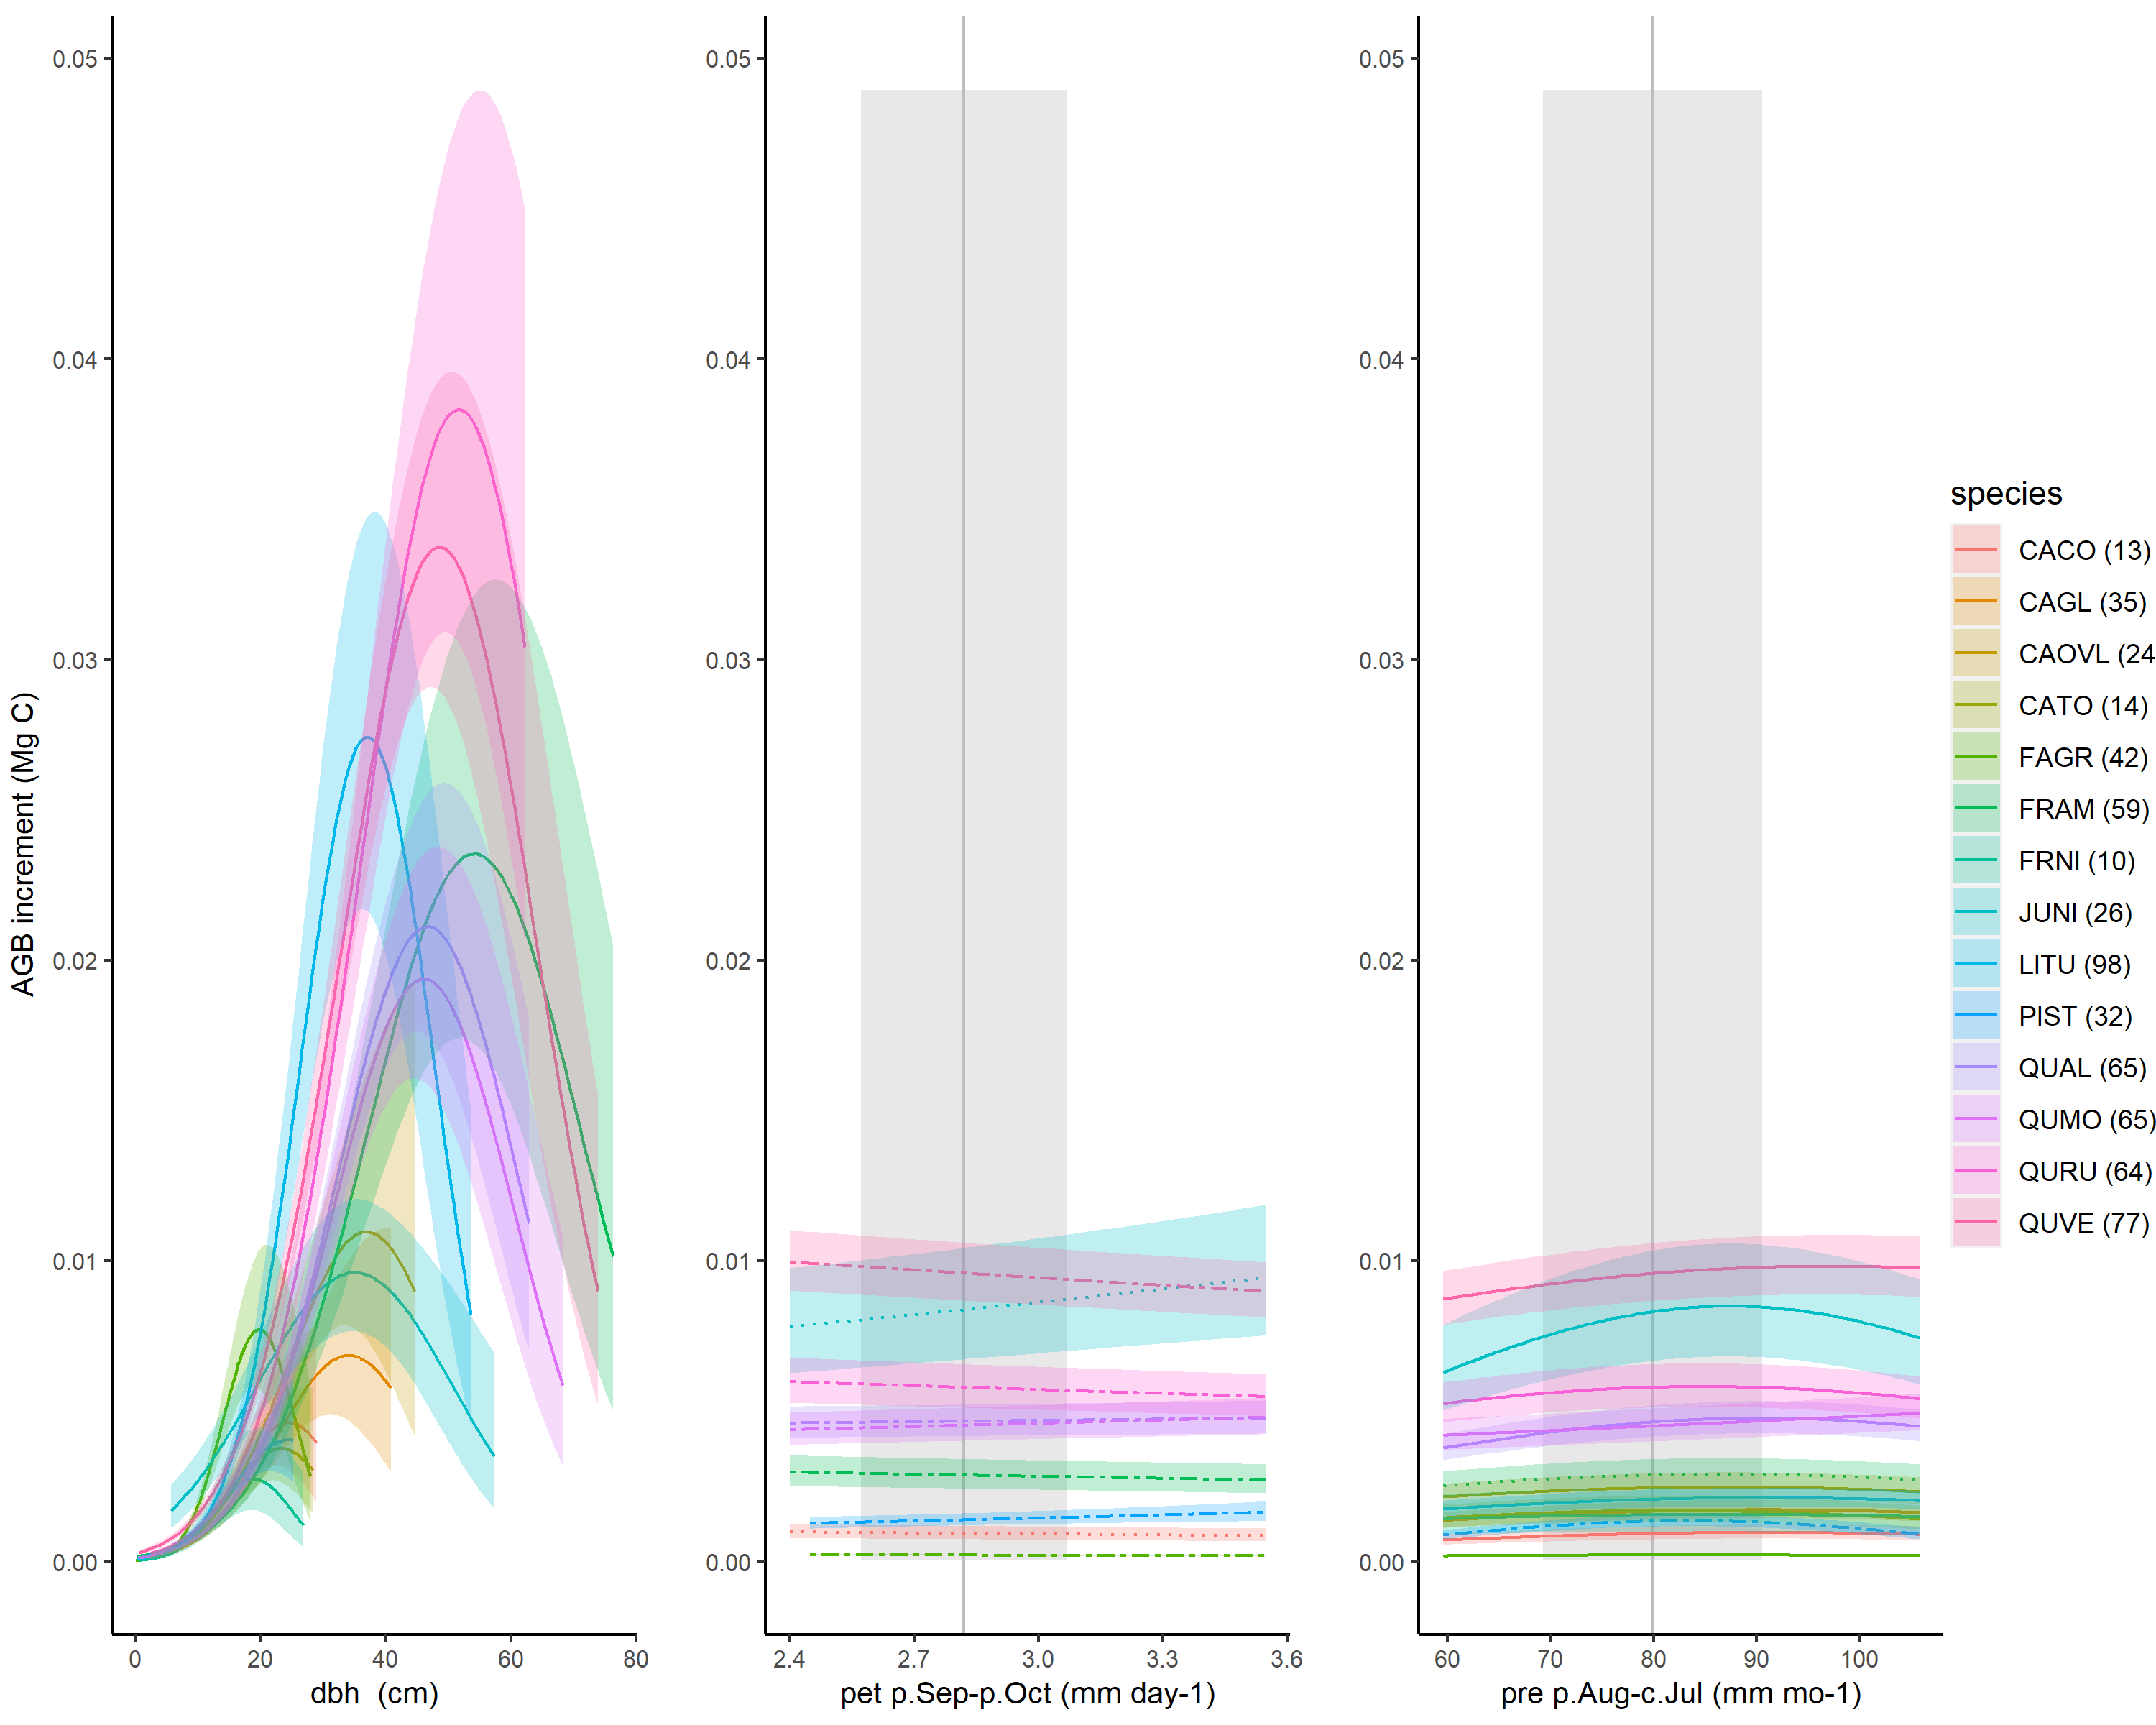 AGB increment (Mg C)
0.05
0.04
0.03
0.02
0.01
0.00
0 20 40 60 80
dbh (cm)
0.05
0.04
0.03
0.02
0.01
0.00
2.4 2.7 3.0 3.3 3.6
pet p.Sep-p.Oct (mm day-1)
0.05
0.04
0.03
0.02
0.01
0.00
60 70 80 90 100
pre p.Aug-c.Jul (mm mo-1)
species
CACO (13)
CAGL (35)
CAOVL (24
CATO (14)
FAGR (42)
FRAM (59)
FRNI (10)
JUNI (26)
LITU (98)
PIST (32)
QUAL (65)
QUMO (65)
QURU (64)
QUVE (77)